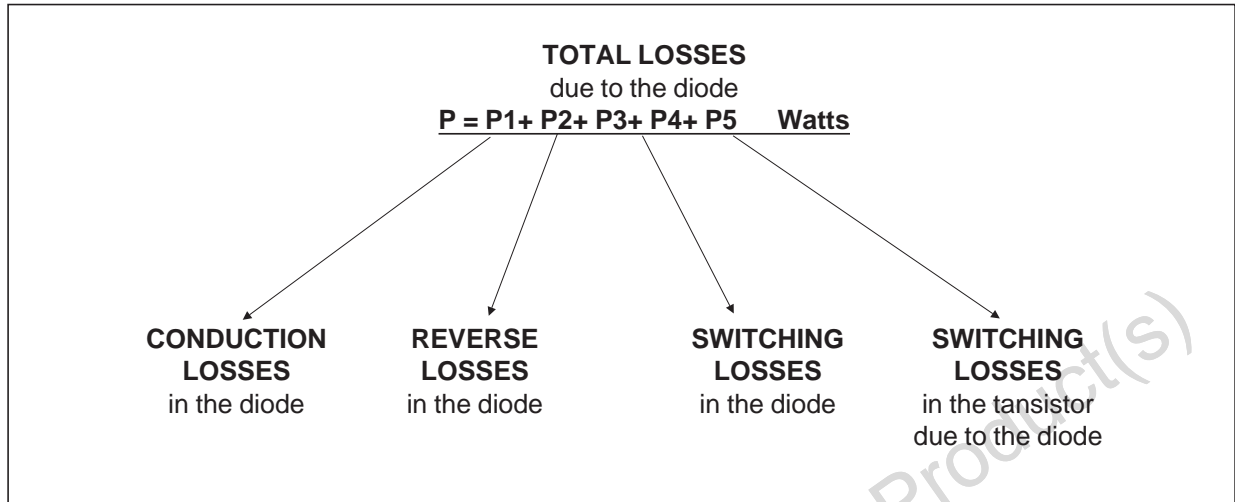 TOTAL LOSSES
due to the diode
P = P1+ P2+ P3+ P4+ P5 Watts
CONDUCTION
LOSSES
in the diode
REVERSE
LOSSES
in the diode
SWITCHING
LOSSES
in the diode
SWITCHING
LOSSES
in the tansistor
due to the diode
Product(s)